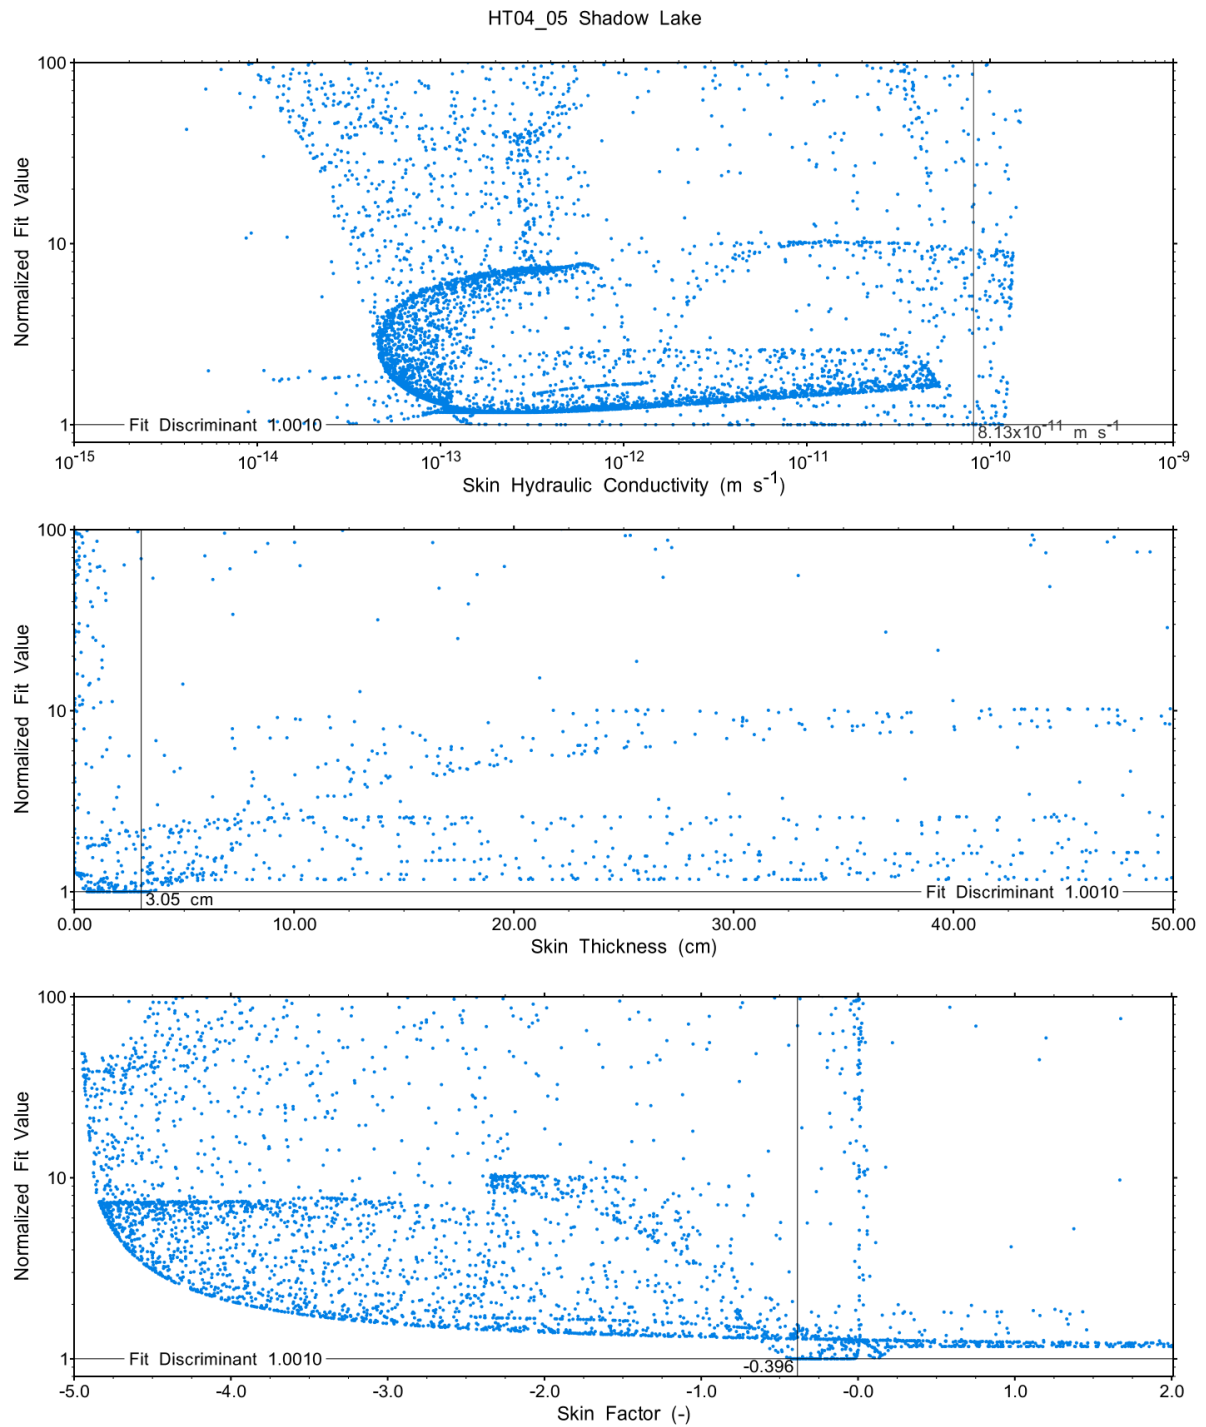 HT04_05 Shadow Lake
100
10
1
Normalized Fit Value
Fit Discriminant 1.0010
8.13x10⁻¹¹ m s⁻¹
10⁻¹⁵ 10⁻¹⁴ 10⁻¹³ 10⁻¹² 10⁻¹¹ 10⁻¹⁰ 10⁻⁹
Skin Hydraulic Conductivity (m s⁻¹)
100
10
1
Normalized Fit Value
3.05 cm
Fit Discriminant 1.0010
0.00 10.00 20.00 30.00 40.00 50.00
Skin Thickness (cm)
100
10
1
Normalized Fit Value
Fit Discriminant 1.0010
-0.396
-5.0 -4.0 -3.0 -2.0 -1.0 -0.0 1.0 2.0
Skin Factor (-)